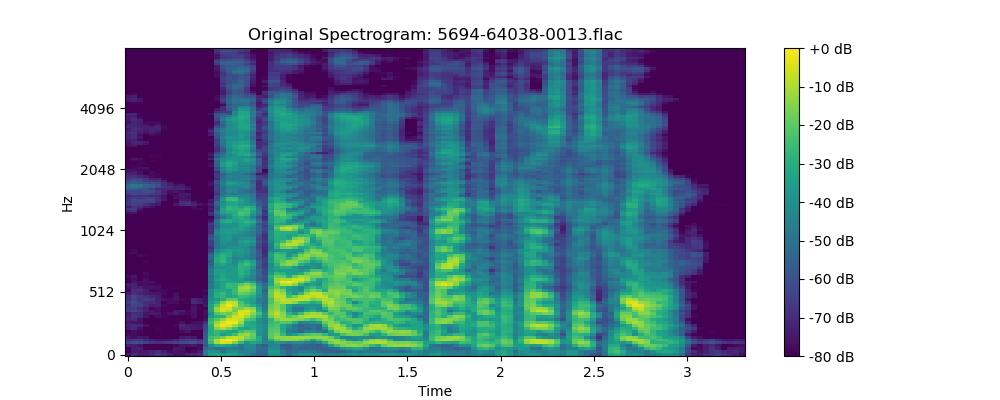 Original Spectrogram: 5694-64038-0013.flac
Hz
4096
2048
1024
512
0
0
0.5
1
1.5
2
2.5
3
Time
+0 dB
-10 dB
-20 dB
-30 dB
-40 dB
-50 dB
-60 dB
-70 dB
-80 dB